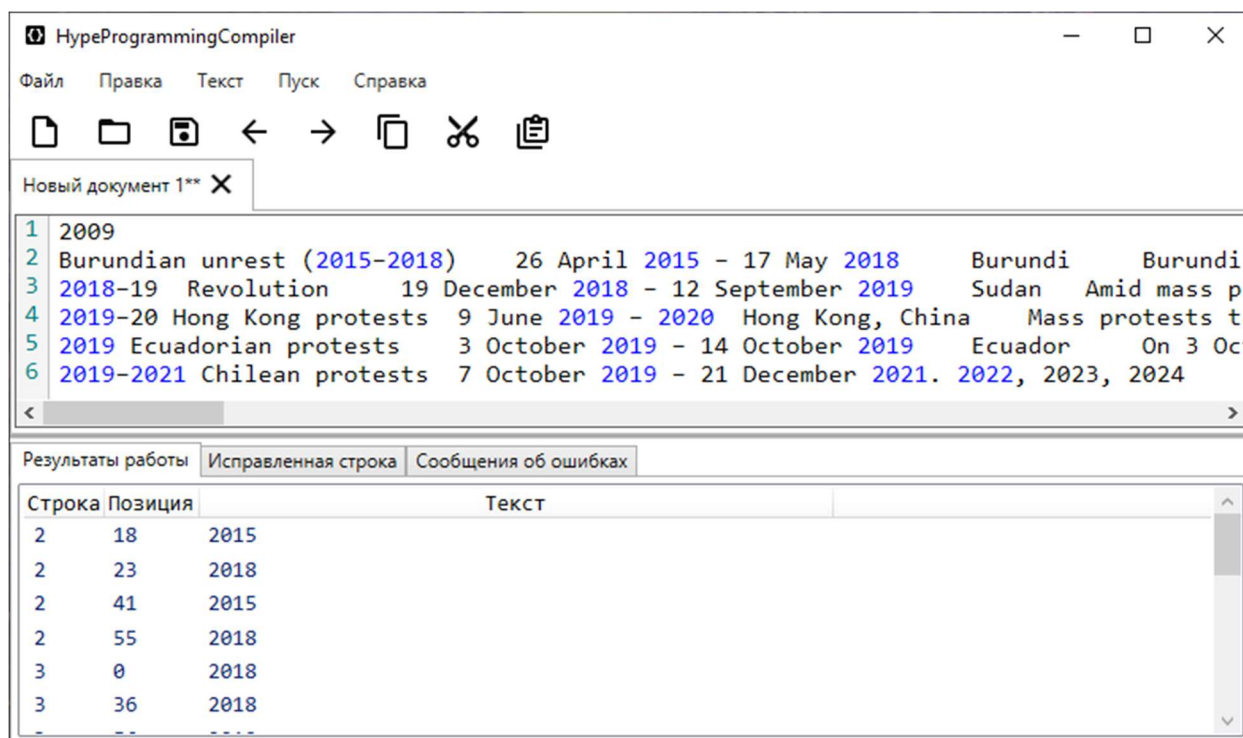 HypeProgrammingCompiler
Файл Правка Текст Пуск Справка
Новый документ 1**
1 2009
2 Burundian unrest (2015–2018) 26 April 2015 – 17 May 2018 Burundi Burundi
3 2018–19 Revolution 19 December 2018 – 12 September 2019 Sudan Amid mass p
4 2019–20 Hong Kong protests 9 June 2019 – 2020 Hong Kong, China Mass protests t
5 2019 Ecuadorian protests 3 October 2019 – 14 October 2019 Ecuador On 3 Oc
6 2019–2021 Chilean protests 7 October 2019 – 21 December 2021. 2022, 2023, 2024
Результаты работы Исправленная строка Сообщения об ошибках
Строка Позиция Текст
2 18 2015
2 23 2018
2 41 2015
2 55 2018
3 0 2018
3 36 2018